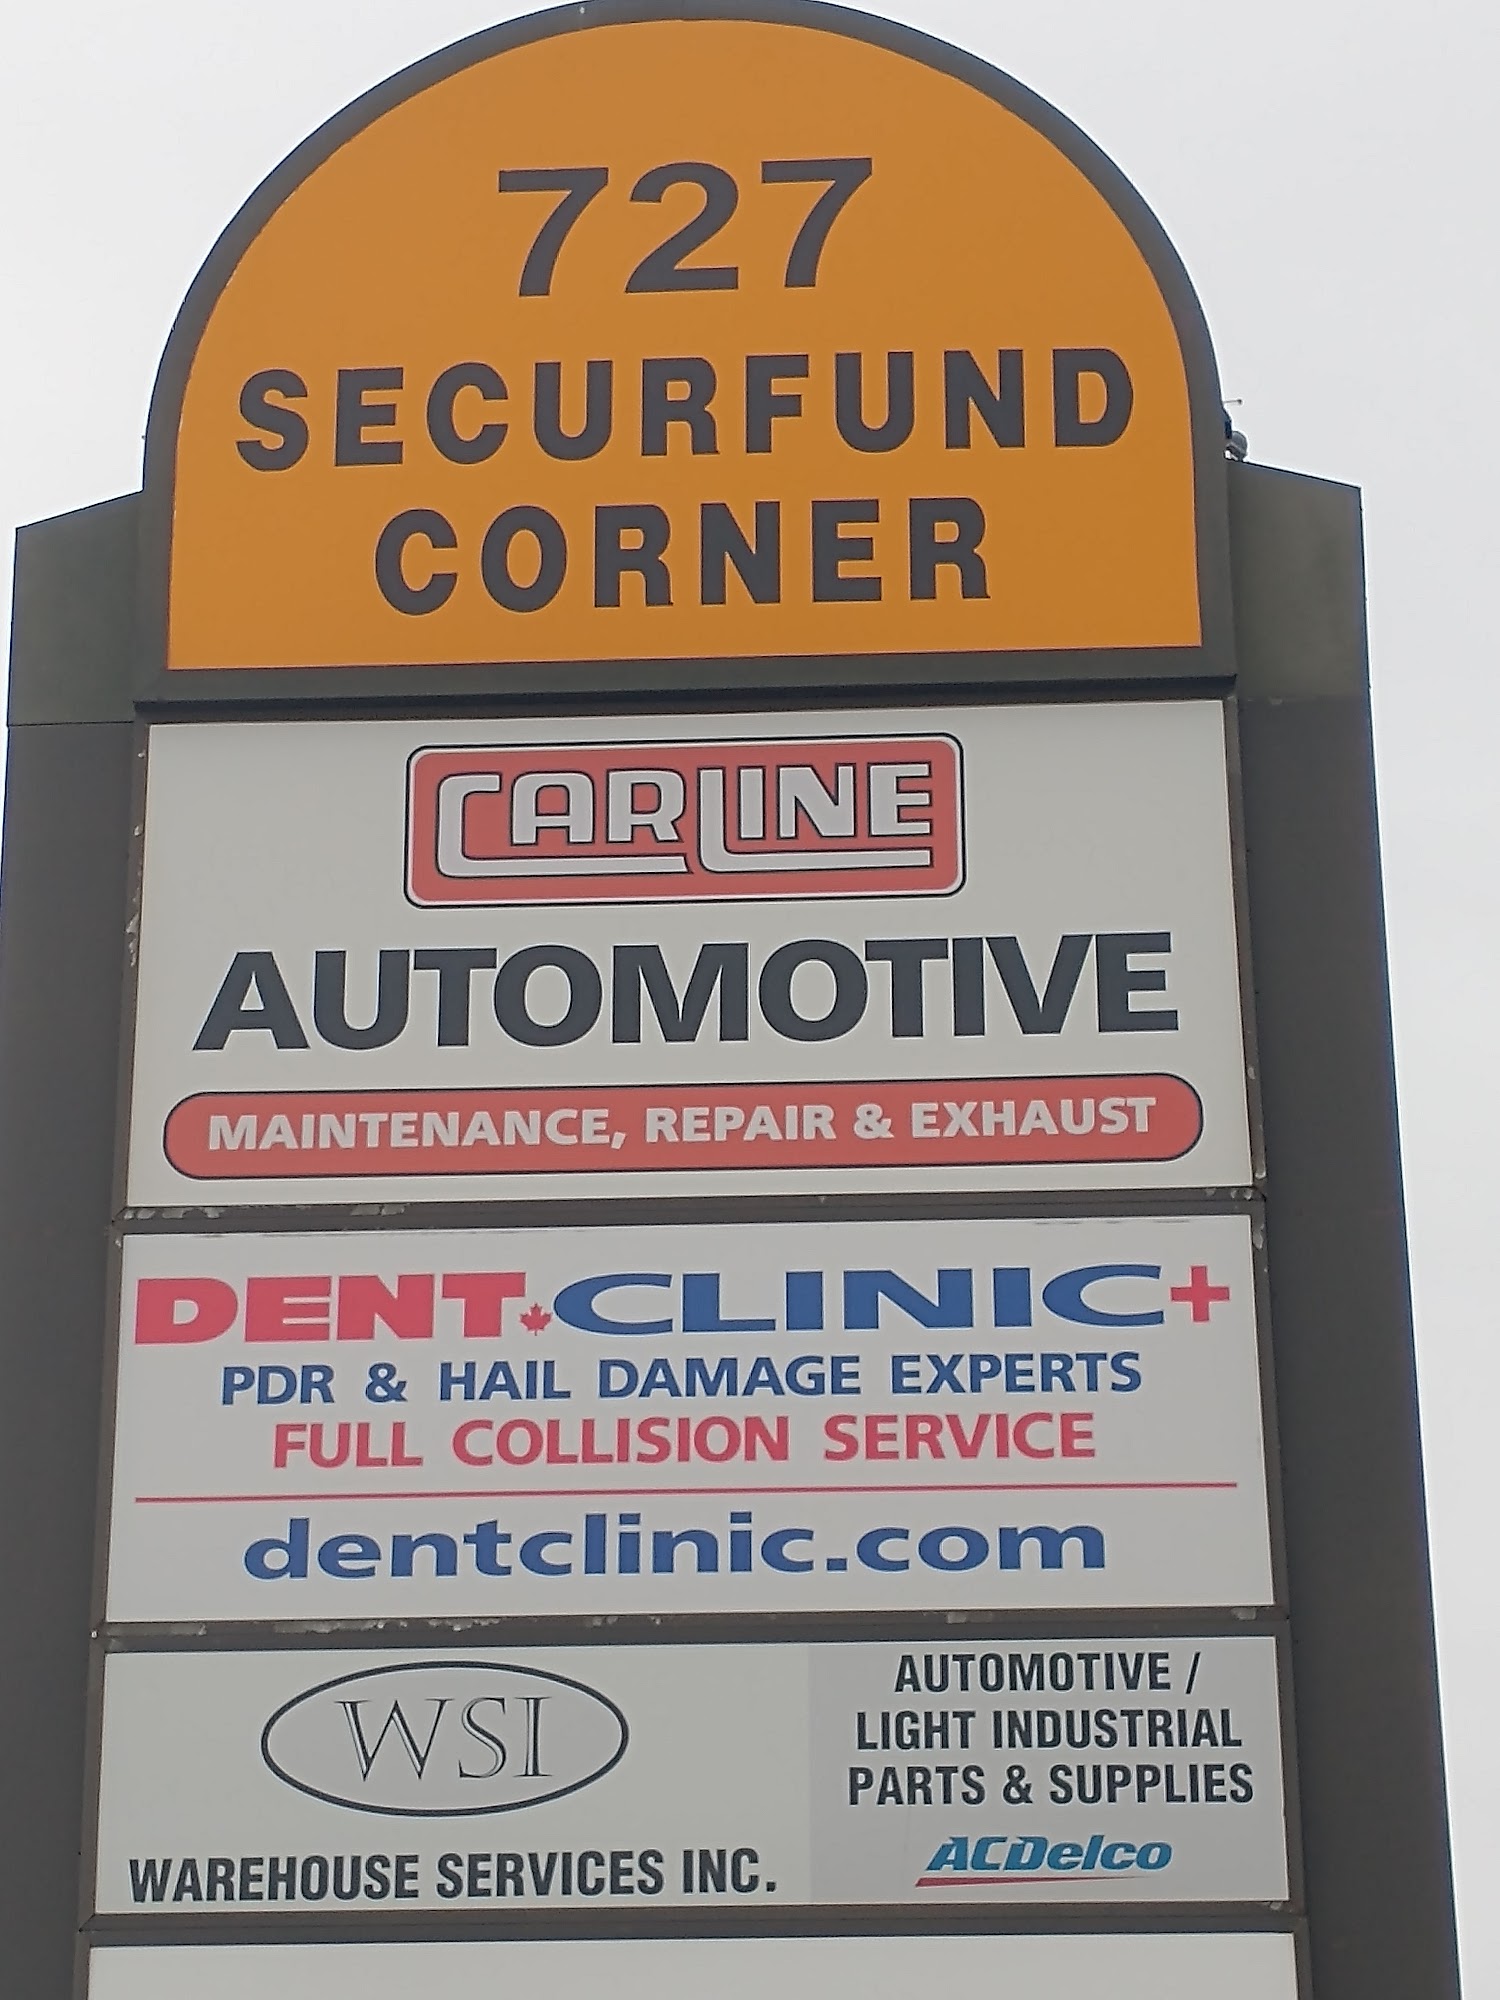 727
SECURFUND
CORNER
CARLINE
AUTOMOTIVE
MAINTENANCE, REPAIR & EXHAUST
DENT CLINIC+
PDR & HAIL DAMAGE EXPERTS
FULL COLLISION SERVICE
dentclinic.com
WSI
WAREHOUSE SERVICES INC.
AUTOMOTIVE /
LIGHT INDUSTRIAL
PARTS & SUPPLIES
ACDelco